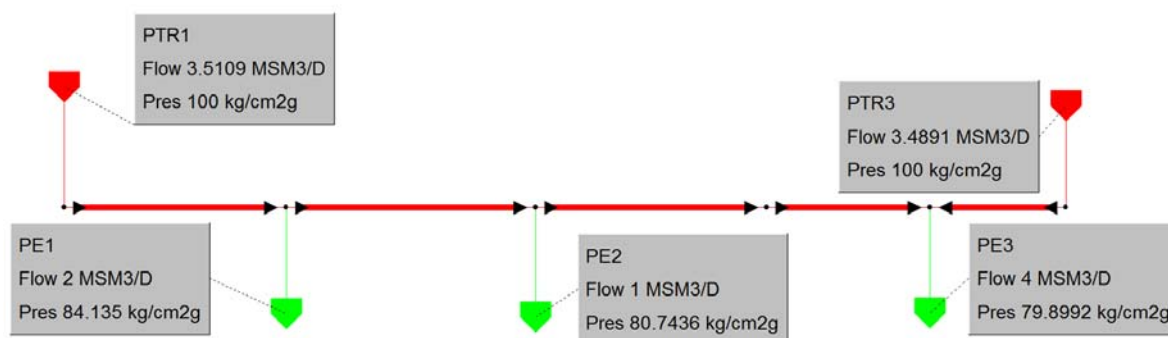 PTR1
Flow 3.5109 MSM3/D
Pres 100 kg/cm2g
PTR3
Flow 3.4891 MSM3/D
Pres 100 kg/cm2g
PE1
Flow 2 MSM3/D
Pres 84.135 kg/cm2g
PE2
Flow 1 MSM3/D
Pres 80.7436 kg/cm2g
PE3
Flow 4 MSM3/D
Pres 79.8992 kg/cm2g